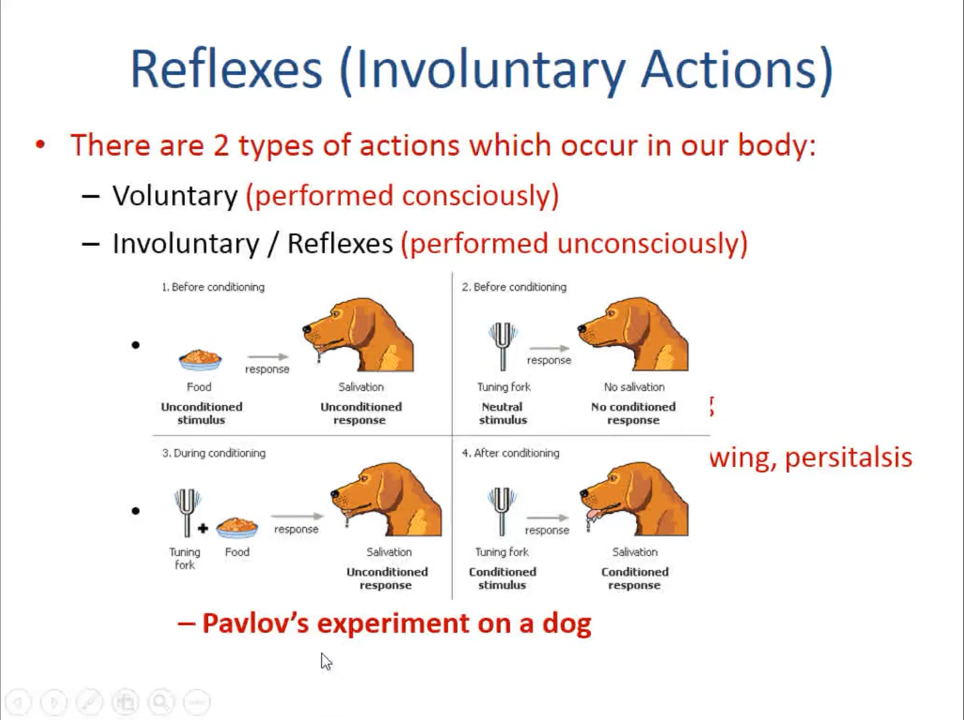 Reflexes (Involuntary Actions)
• There are 2 types of actions which occur in our body:
– Voluntary (performed consciously)
– Involuntary / Reflexes (performed unconsciously)
1. Before conditioning
Food
Unconditioned
stimulus
response
Salivation
Unconditioned
response
2. Before conditioning
Tuning fork
Neutral
stimulus
response
No salivation
No conditioned
response
g
wing, persitalsis
3. During conditioning
Tuning
fork
+
Food
response
Salivation
Unconditioned
response
4. After conditioning
Tuning fork
Conditioned
stimulus
response
Salivation
Conditioned
response
– Pavlov's experiment on a dog